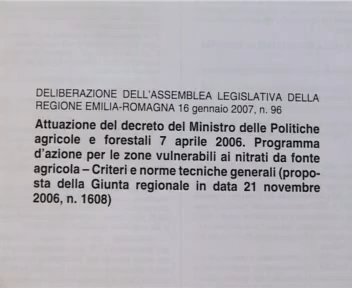 DELIBERAZIONE DELL'ASSEMBLEA LEGISLATIVA DELLA
REGIONE EMILIA-ROMAGNA 16 gennaio 2007, n. 96
Attuazione del decreto del Ministro delle Politiche
agricole e forestali 7 aprile 2006. Programma
d'azione per le zone vulnerabili ai nitrati da fonte
agricola – Criteri e norme tecniche generali (propo-
sta della Giunta regionale in data 21 novembre
2006, n. 1608)